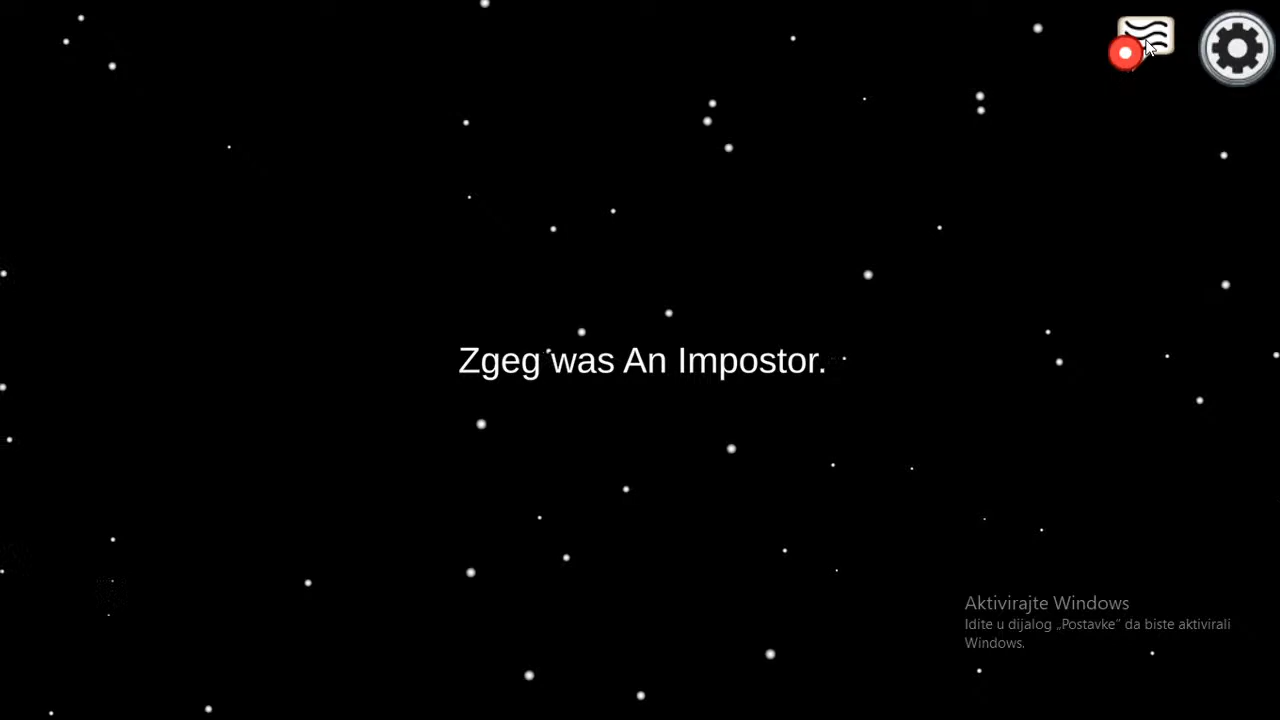 Zgeg was An Impostor.
Aktivirajte Windows
Idite u dijalog „Postavke“ da biste aktivirali
Windows.